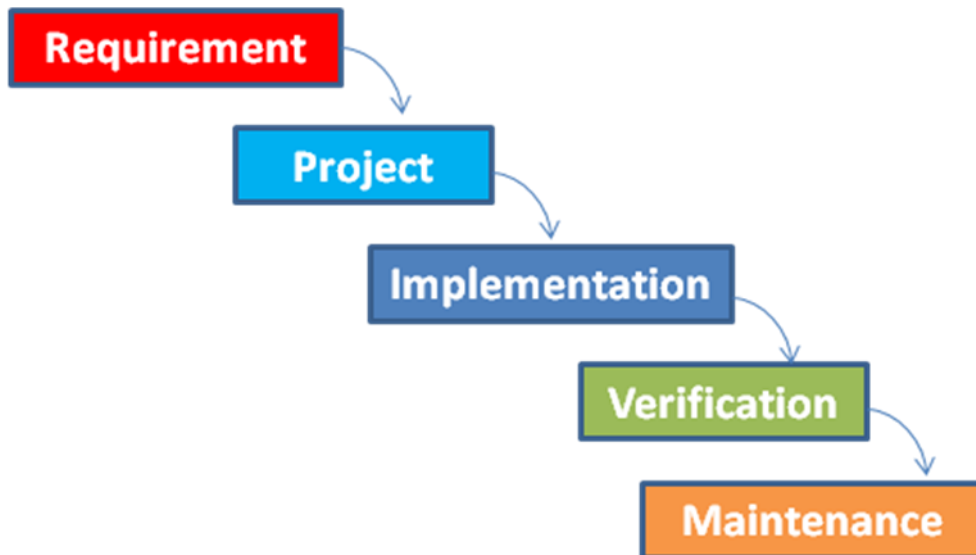 Requirement
Project
Implementation
Verification
Maintenance